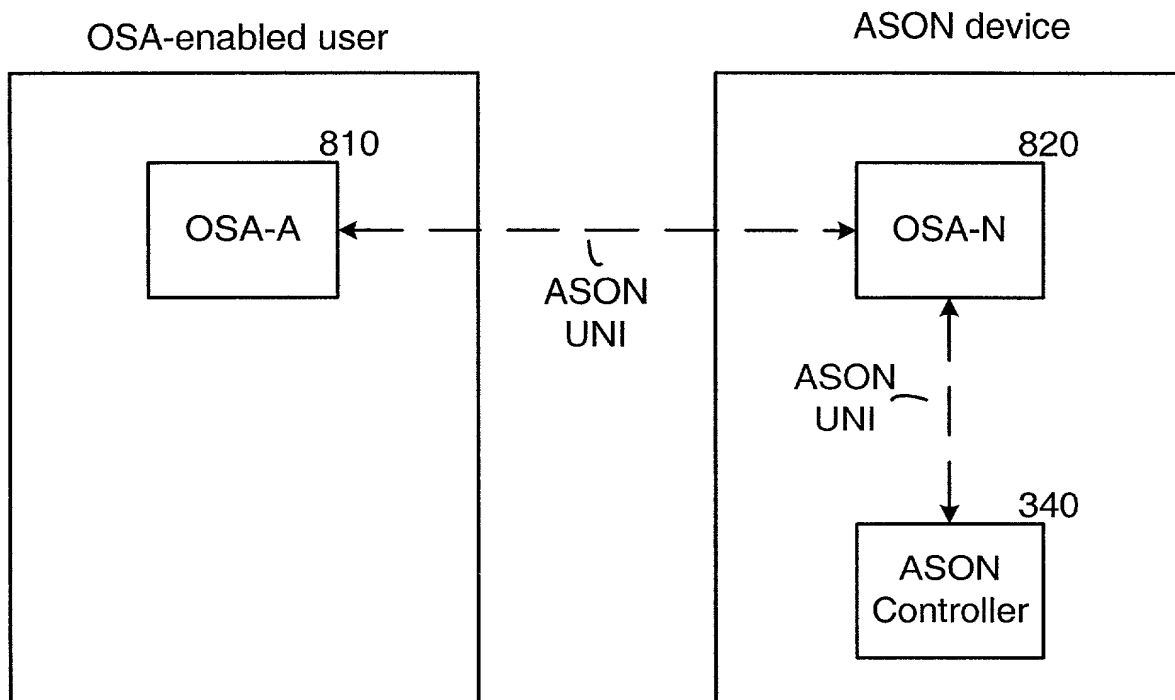 OSA-enabled user
ASON device
810
OSA-A
820
OSA-N
ASON
UNI
ASON
UNI
340
ASON
Controller